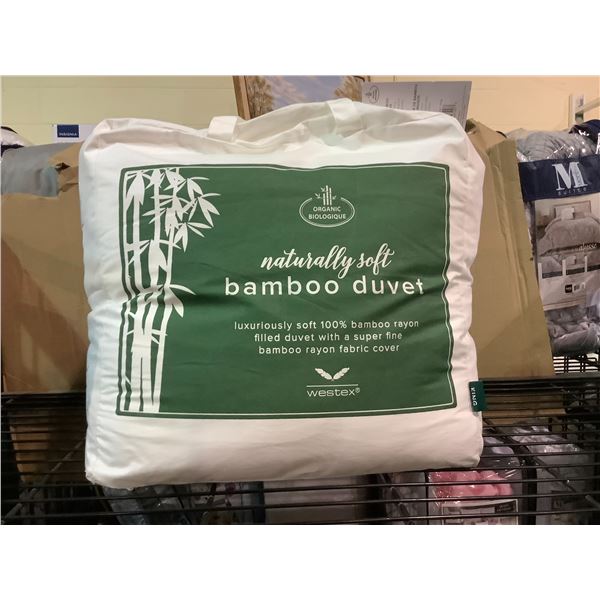 INSIGNIA
ORGANIC
BIOLOGIQUE
naturally soft
bamboo duvet
luxuriously soft 100% bamboo rayon
filled duvet with a super fine
bamboo rayon fabric cover
westex®
KING
M